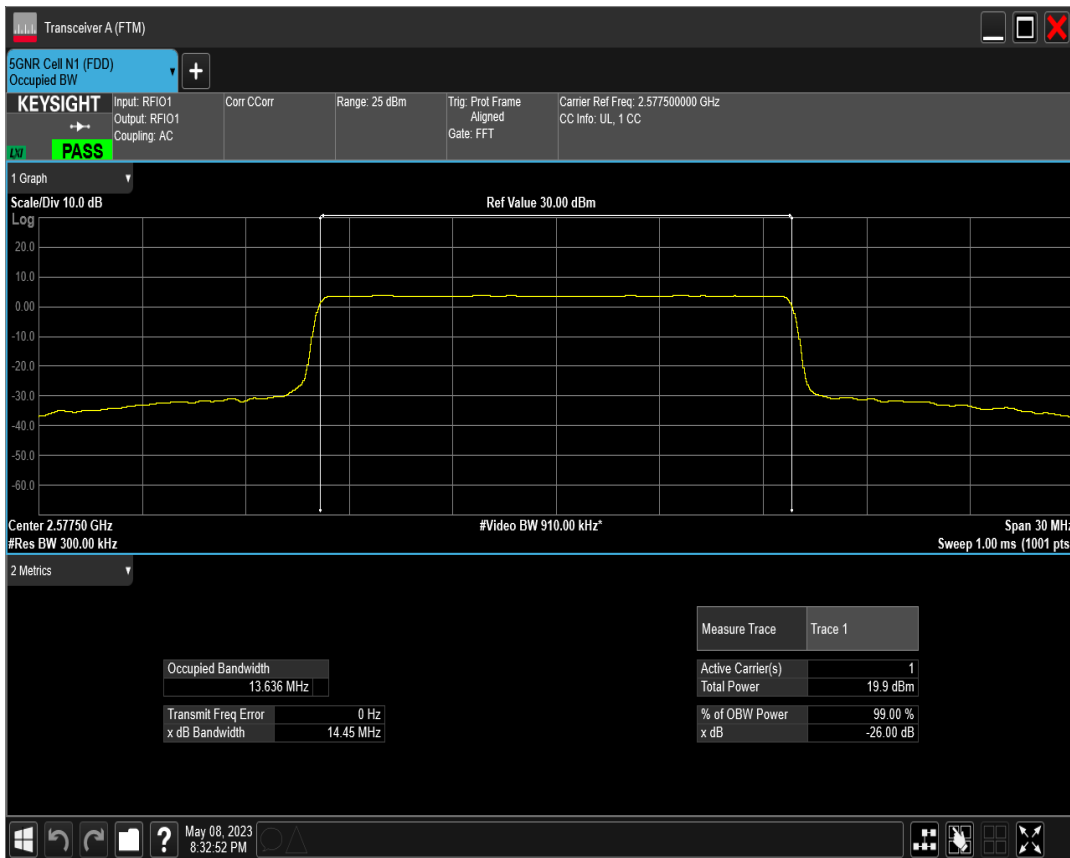 Transceiver A (FTM)
5GNR Cell N1 (FDD)
Occupied BW
+
KEYSIGHT
LXI
PASS
Input: RFIO1
Output: RFIO1
Coupling: AC
Corr CCorr
Range: 25 dBm
Trig: Prot Frame
Aligned
Gate: FFT
Carrier Ref Freq: 2.577500000 GHz
CC Info: UL, 1 CC
1 Graph
Scale/Div 10.0 dB
Ref Value 30.00 dBm
Log
20.0
10.0
0.00
-10.0
-20.0
-30.0
-40.0
-50.0
-60.0
Center 2.57750 GHz
#Video BW 910.00 kHz*
Span 30 MHz
#Res BW 300.00 kHz
Sweep 1.00 ms (1001 pts
2 Metrics
Measure Trace Trace 1
Occupied Bandwidth
13.636 MHz
Active Carrier(s) 1
Total Power 19.9 dBm
Transmit Freq Error 0 Hz
x dB Bandwidth 14.45 MHz
% of OBW Power 99.00 %
x dB -26.00 dB
?
May 08, 2023
8:32:52 PM